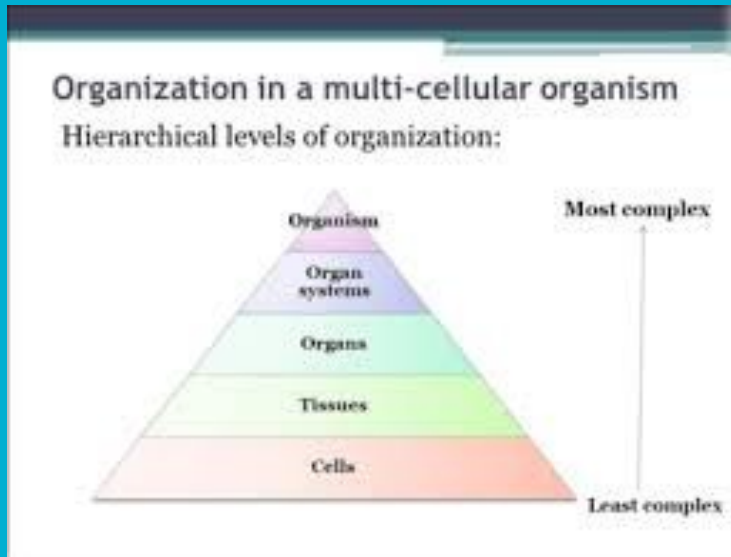 Organization in a multi-cellular organism
Hierarchical levels of organization:
Most complex
Organism
Organ
systems
Organs
Tissues
Cells
Least complex